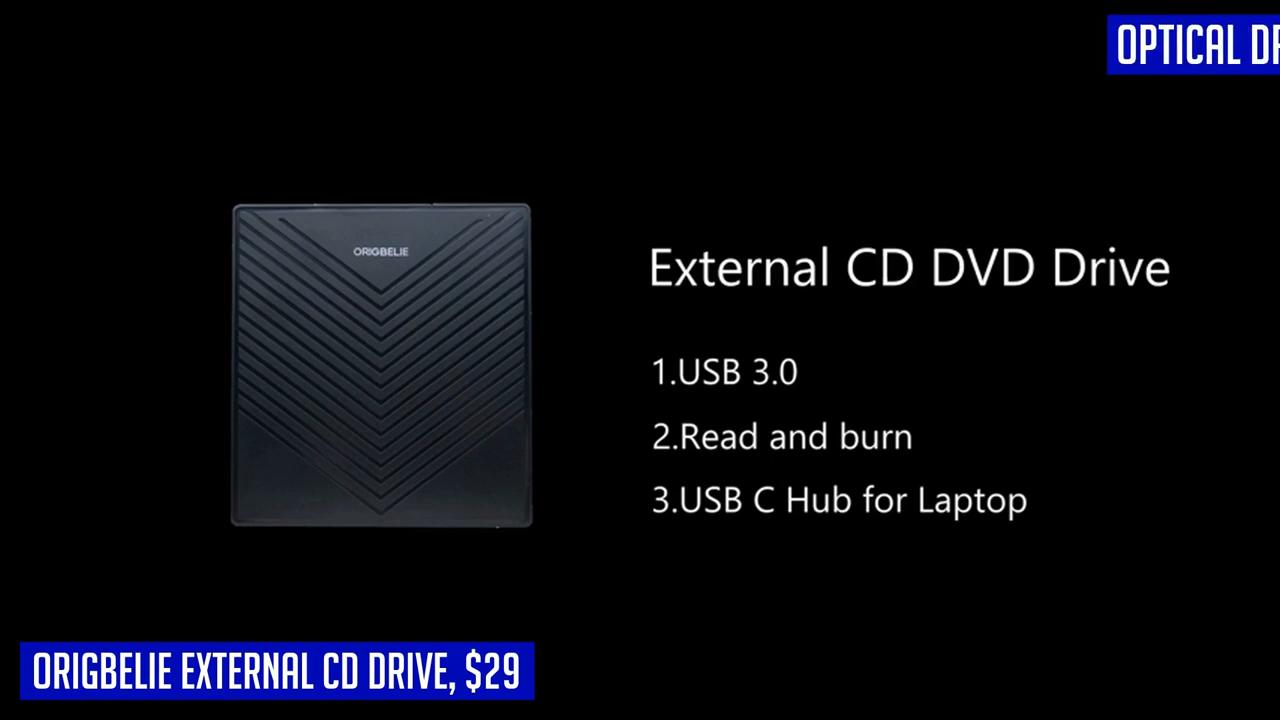 OPTICAL
ORIGBELIE
External CD DVD Drive
1.USB 3.0
2.Read and burn
3.USB C Hub for Laptop
ORIGBELIE EXTERNAL CD DRIVE, $29